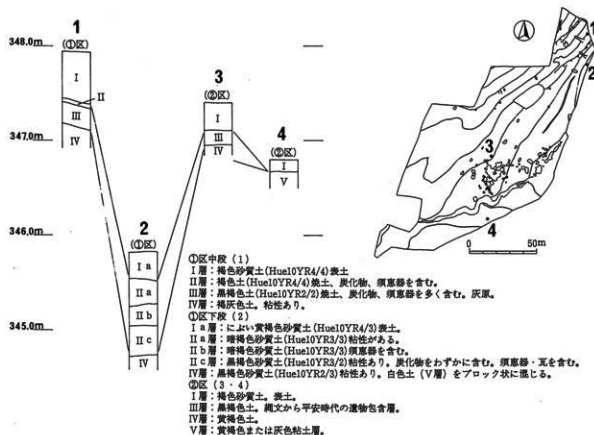 1
(①区)
348.0m
347.0m
346.0m
345.0m
I
II
III
IV
2
(①区)
I a
II a
II b
II c
IV
3
(②区)
I
III
IV
4
(②区)
I
V
1
2
3
4
0 50m
①区中段（1）
I 層：褐色砂質土(Hue10YR4/4)表土
II層：褐色土(Hue10YR4/4)焼土、炭化物、須恵器を含む。
III層：黒褐色土(Hue10YR2/2)焼土、炭化物、須恵器を多く含む。灰原。
IV層：褐灰色土。粘性あり。
①区下段（2）
I a層：にぶい黄褐色砂質土(Hue10YR4/3)表土。
II a層：暗褐色砂質土(Hue10YR3/3)粘性がある。
II b層：暗褐色砂質土(Hue10YR3/3)須恵器を含む。
II c層：黒褐色砂質土(Hue10YR3/2)粘性あり。炭化物をわずかに含む。須恵器・瓦を含む。
IV層：黒褐色砂質土(Hue10YR2/3)粘性あり。白色土（V層）をブロック状に混じる。
②区（3・4）
I 層：褐色砂質土。表土。
III層：黒褐色土。縄文から平安時代の遺物包含層。
IV層：黄褐色土。
V層：黄褐色または灰色粘土層。